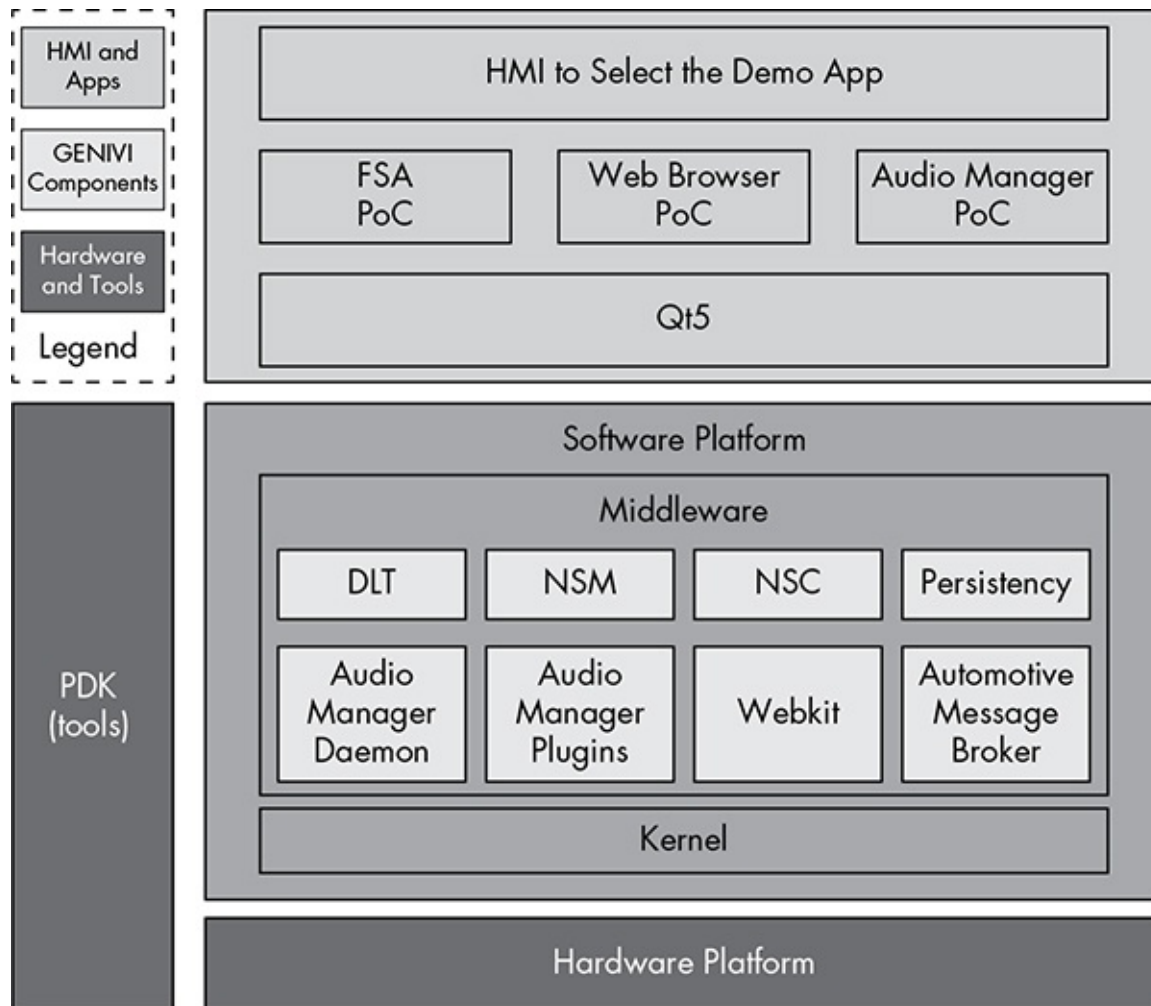 HMI and
Apps
GENIVI
Components
Hardware
and Tools
Legend
HMI to Select the Demo App
FSA
PoC
Web Browser
PoC
Audio Manager
PoC
Qt5
PDK
(tools)
Software Platform
Middleware
DLT
NSM
NSC
Persistency
Audio
Manager
Daemon
Audio
Manager
Plugins
Webkit
Automotive
Message
Broker
Kernel
Hardware Platform